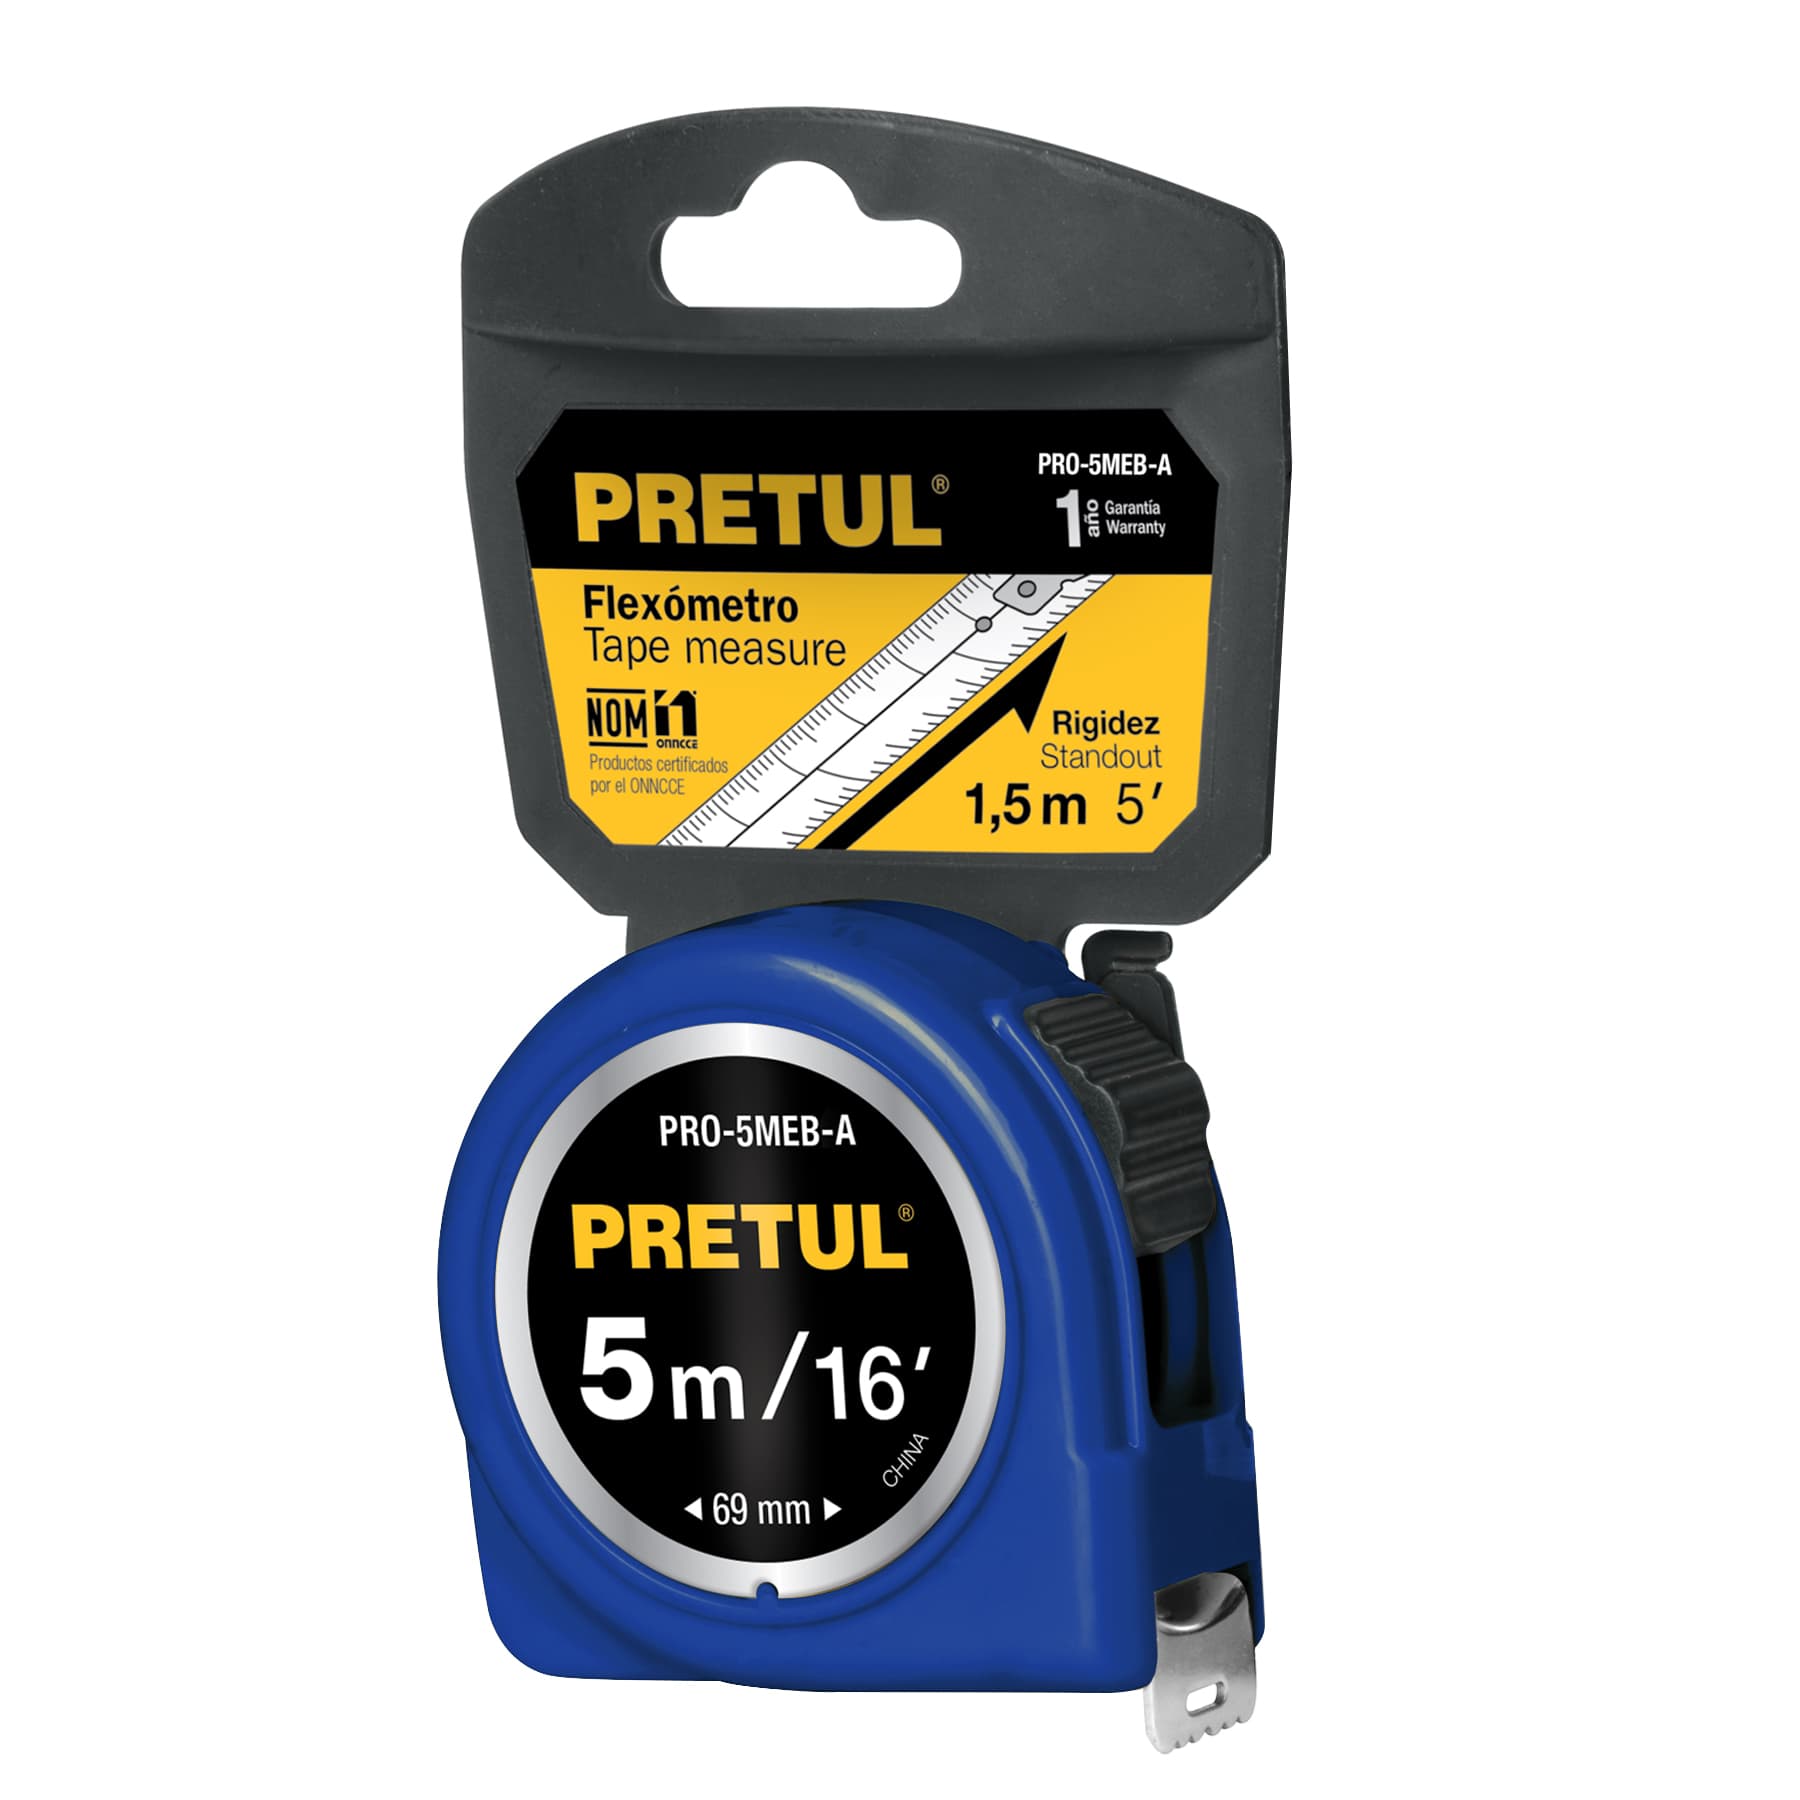 PRO-5MEB-A
PRETUL®
1 año Garantía
Warranty
Flexómetro
Tape measure
NOM
ONNCCE
Productos certificados
por el ONNCCE
Rigidez
Standout
1,5 m 5′
PRO-5MEB-A
PRETUL®
5 m / 16′
CHINA
◄ 69 mm ►